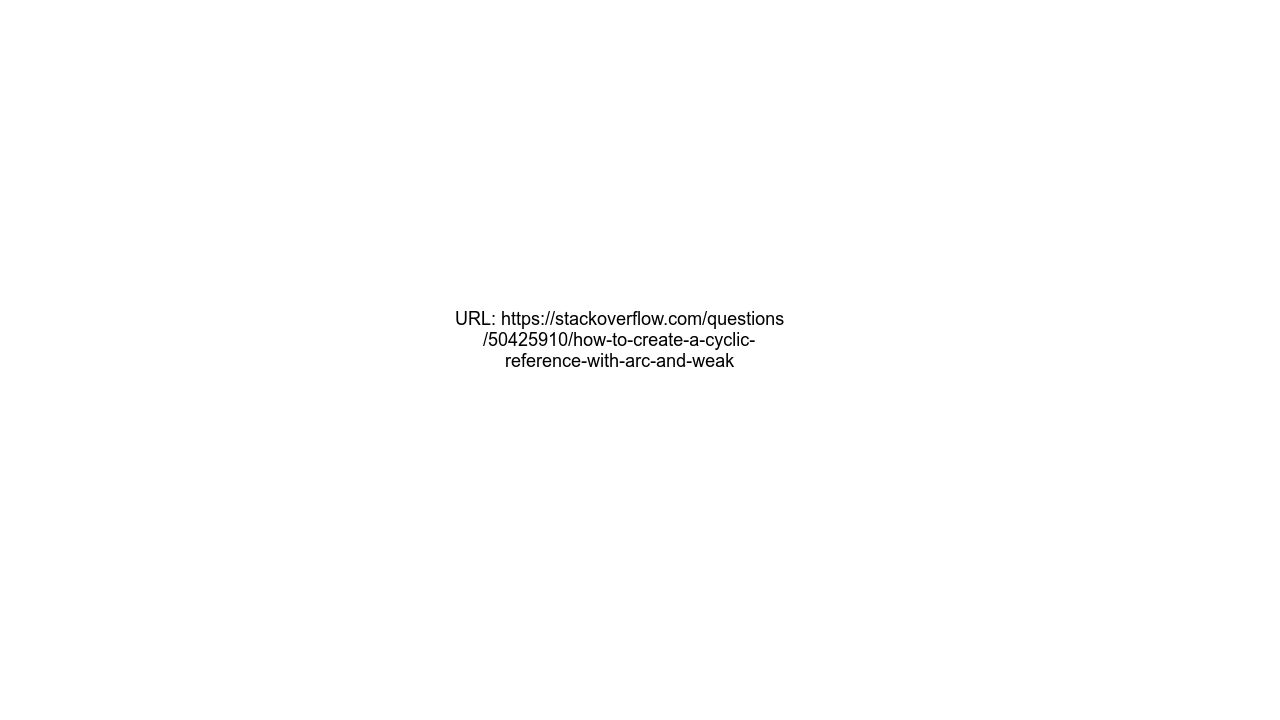 URL: https://stackoverflow.com/questions
/50425910/how-to-create-a-cyclic-
reference-with-arc-and-weak